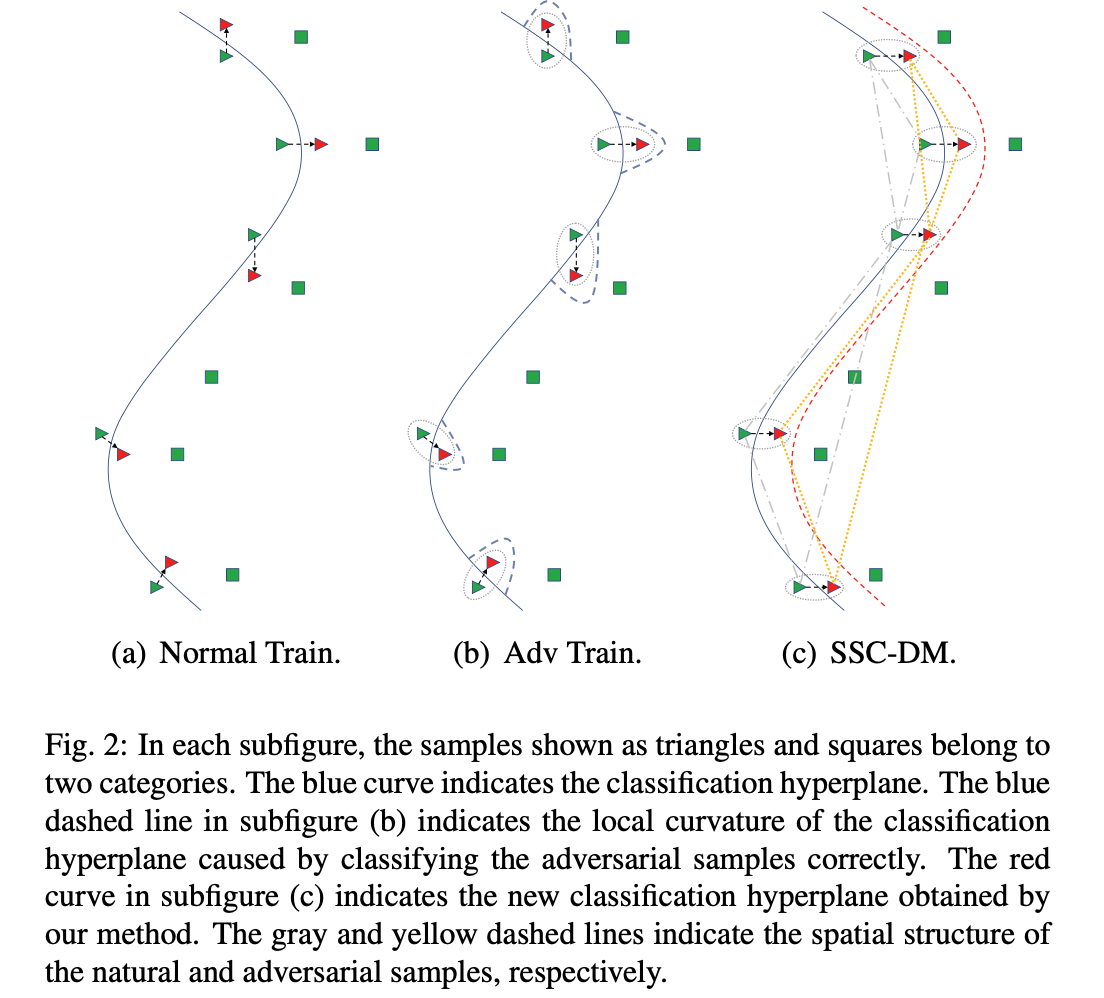 (a) Normal Train.
(b) Adv Train.
(c) SSC-DM.
Fig. 2: In each subfigure, the samples shown as triangles and squares belong to
two categories. The blue curve indicates the classification hyperplane. The blue
dashed line in subfigure (b) indicates the local curvature of the classification
hyperplane caused by classifying the adversarial samples correctly. The red
curve in subfigure (c) indicates the new classification hyperplane obtained by
our method. The gray and yellow dashed lines indicate the spatial structure of
the natural and adversarial samples, respectively.